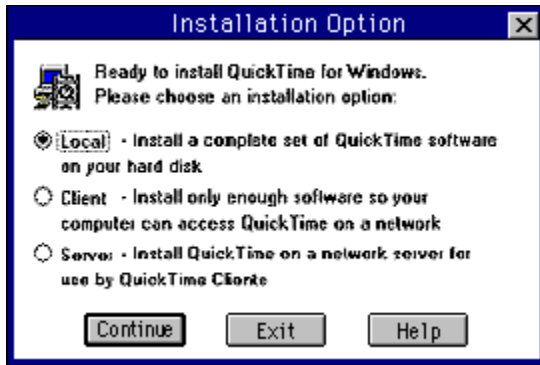 Installation Option
Ready to install QuickTime for Windows.
Please choose an installation option:
Local - Install a complete set of QuickTime software
on your hard disk
Client - Install only enough software so your
computer can access QuickTime on a network
Server - Install QuickTime on a network server for
use by QuickTime Clients
Continue Exit Help